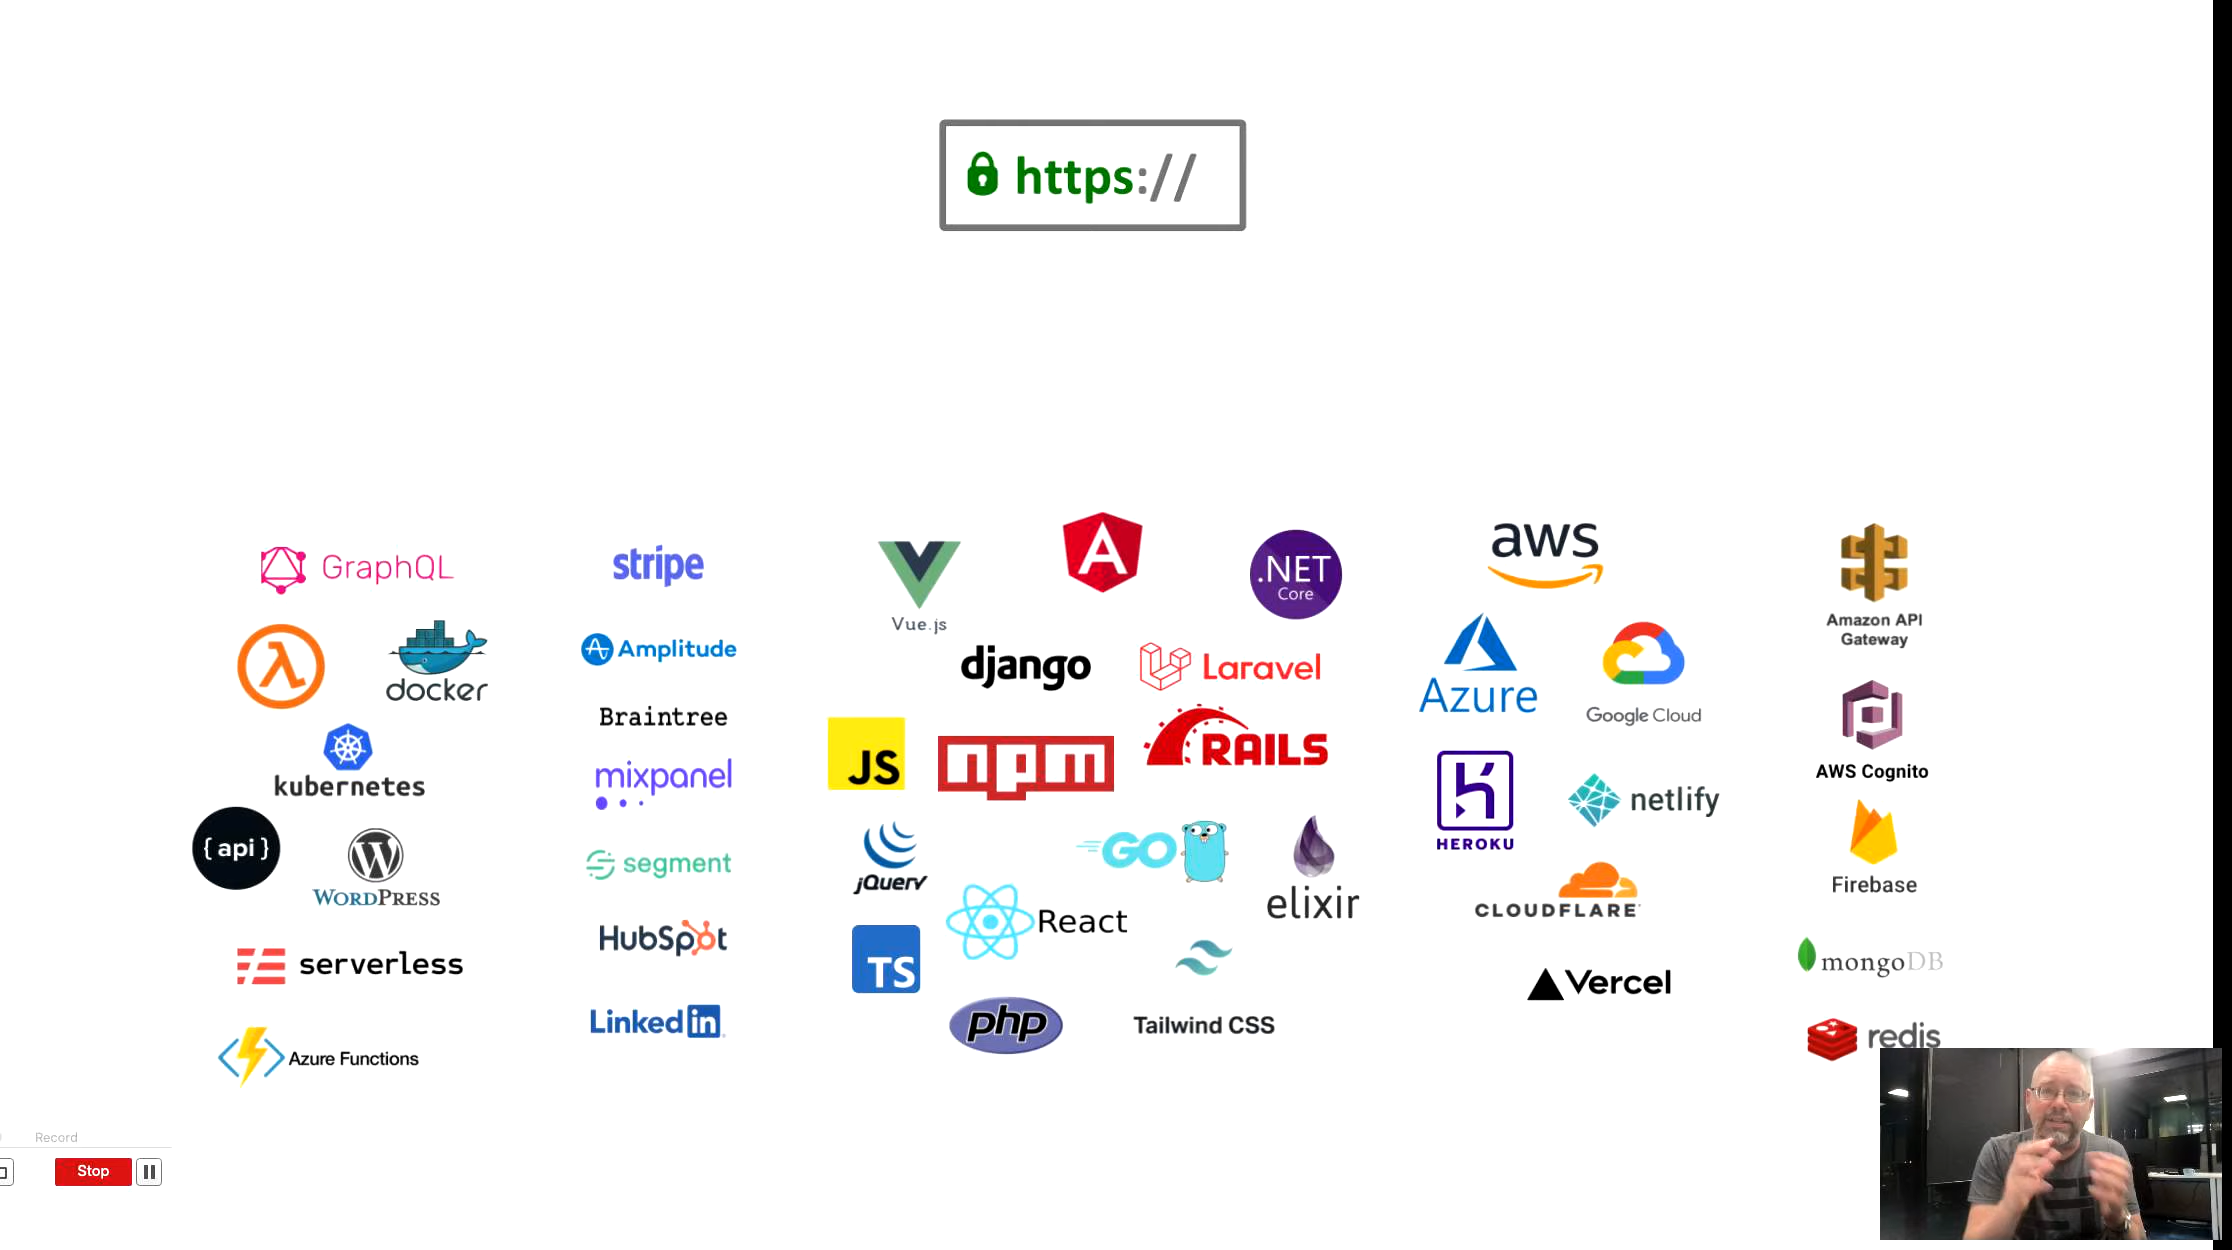 https://
GraphQL
docker
kubernetes
{ api }
WORDPRESS
serverless
Azure Functions
stripe
Amplitude
Braintree
mixpanel
segment
HubSpot
Linkedin
Vue.js
A
.NET
Core
django
Laravel
JS
npm
RAILS
jQuery
GO
elixir
React
TS
php
Tailwind CSS
aws
Azure
Google Cloud
HEROKU
netlify
CLOUDFLARE
Vercel
Amazon API
Gateway
AWS Cognito
Firebase
mongoDB
redis
Record
Stop